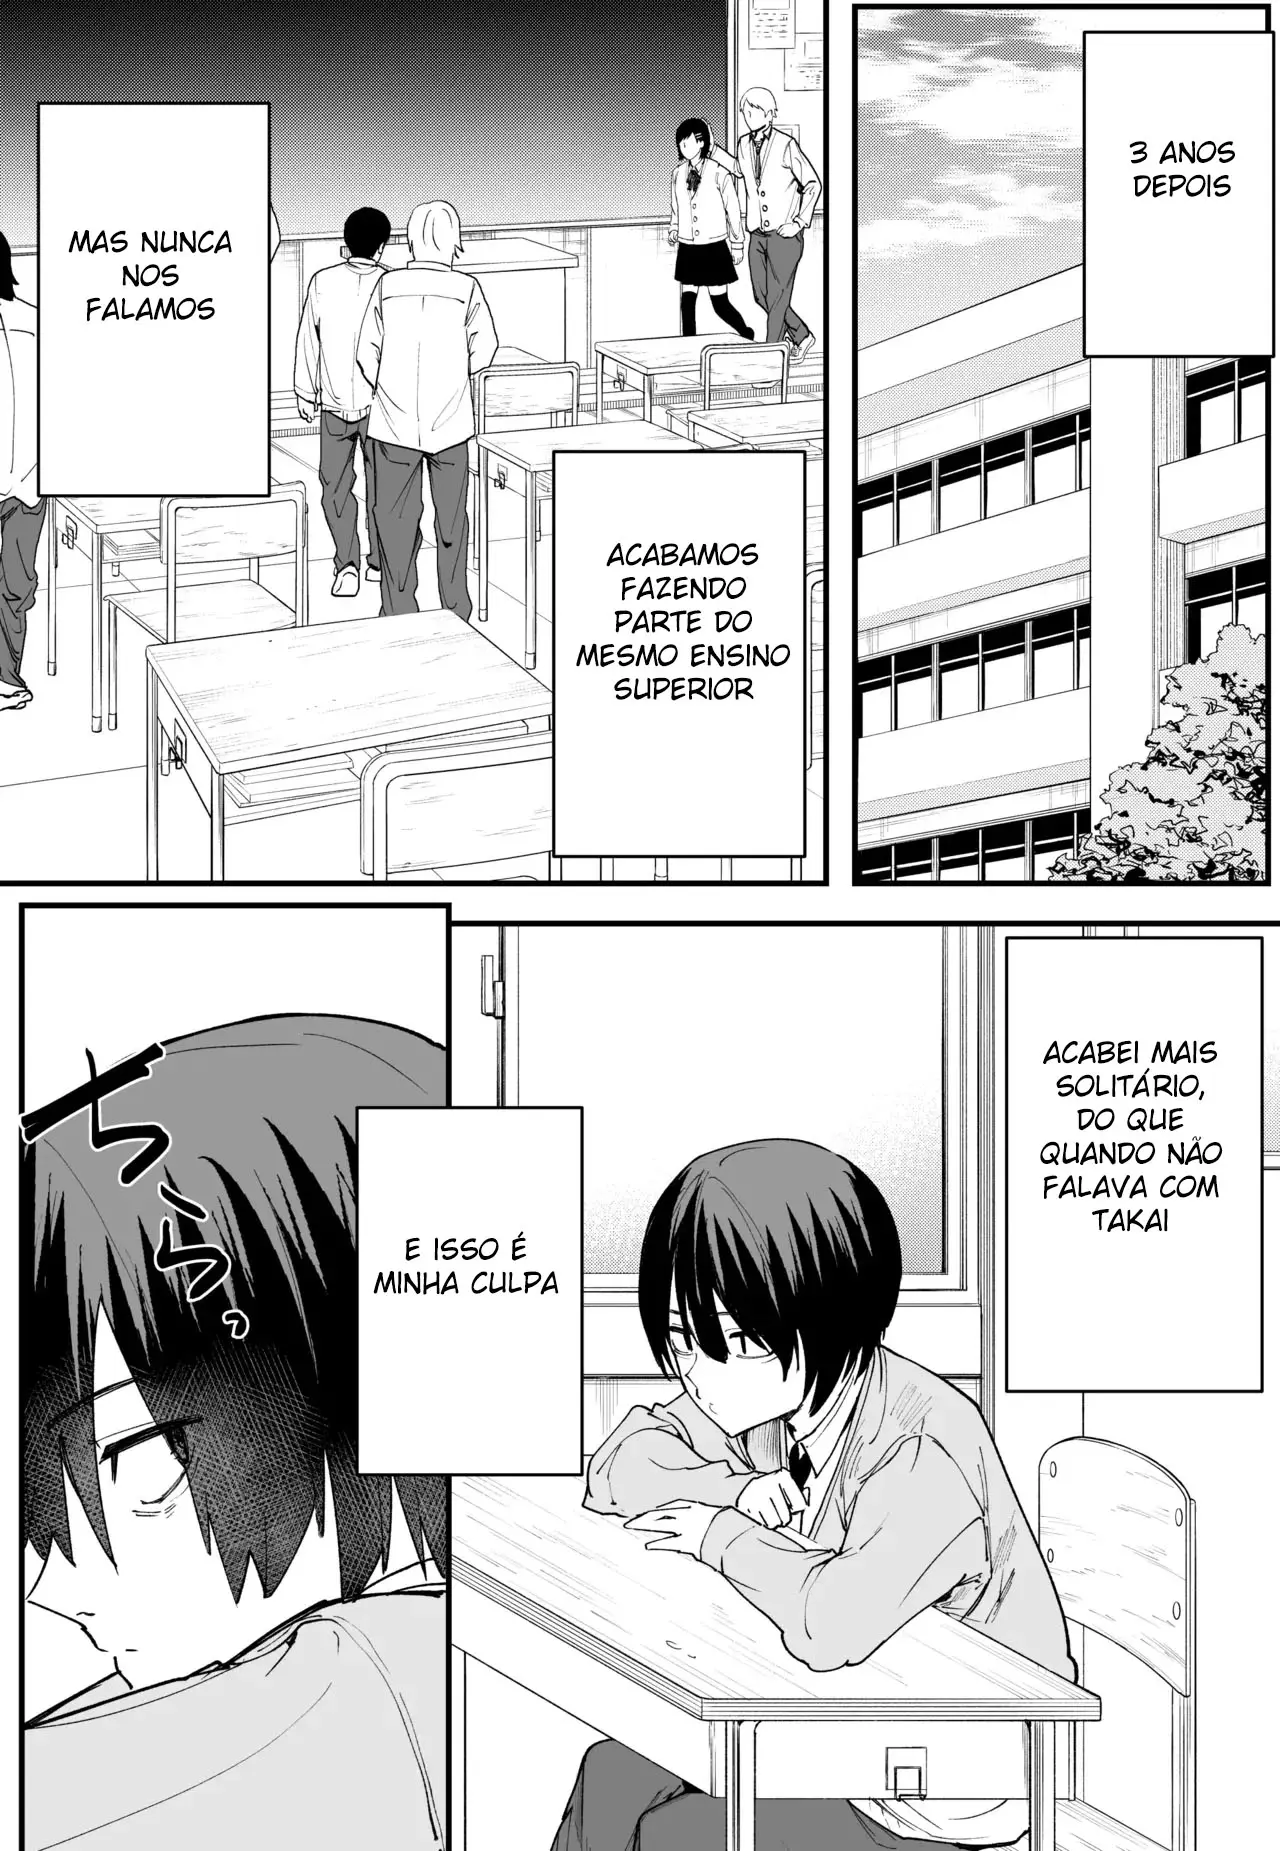 3 ANOS
DEPOIS
ACABAMOS
FAZENDO
PARTE DO
MESMO ENSINO
SUPERIOR
MAS NUNCA
NOS
FALAMOS
ACABEI MAIS
SOLITÁRIO,
DO QUE
QUANDO NÃO
FALAVA COM
TAKAI
E ISSO É
MINHA CULPA
ちらっ